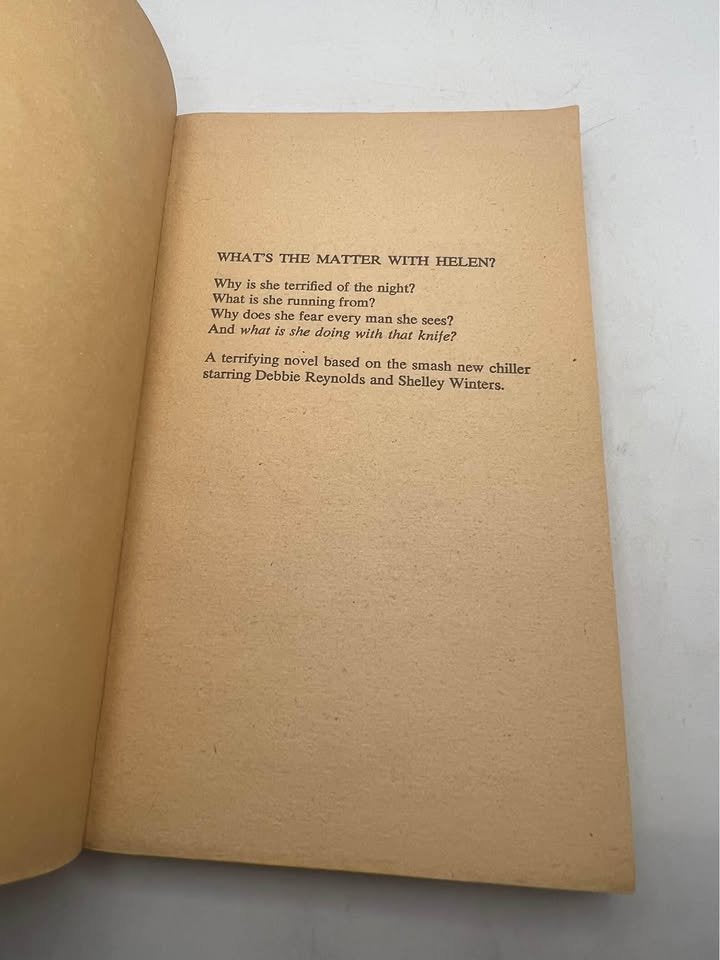 WHAT'S THE MATTER WITH HELEN?
Why is she terrified of the night?
What is she running from?
Why does she fear every man she sees?
And what is she doing with that knife?
A terrifying novel based on the smash new chiller
starring Debbie Reynolds and Shelley Winters.